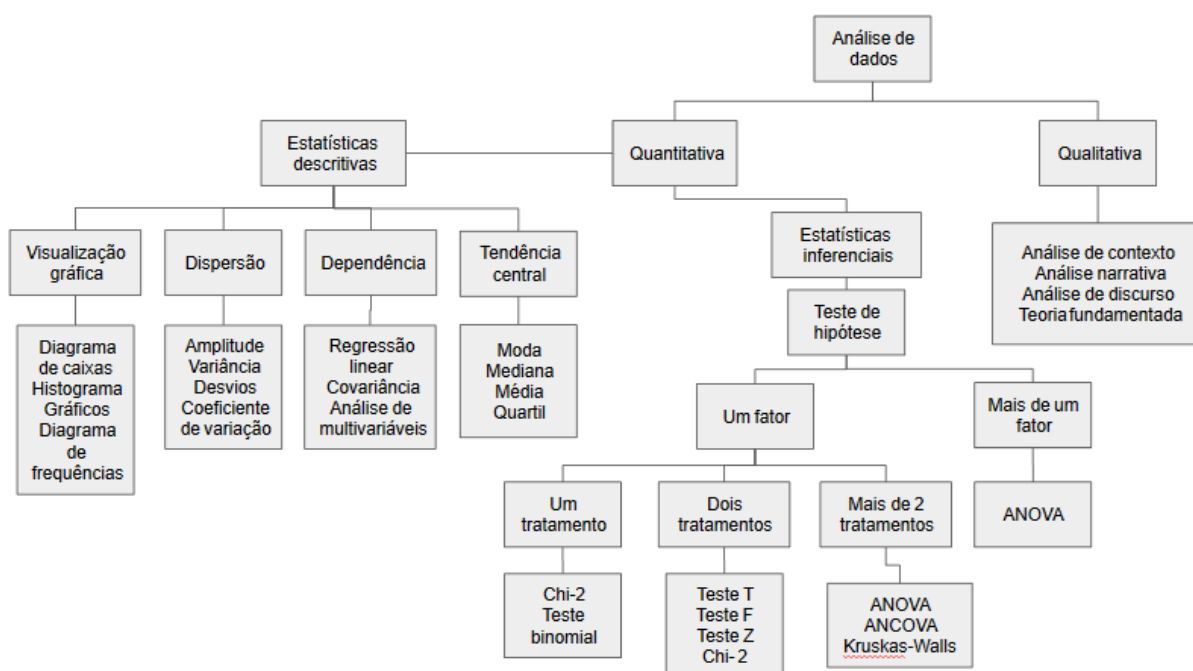 Análise de
dados
Estatísticas
descritivas
Quantitativa
Qualitativa
Visualização
gráfica
Dispersão
Dependência
Tendência
central
Estatísticas
inferenciais
Análise de contexto
Análise narrativa
Análise de discurso
Teoria fundamentada
Teste de
hipótese
Diagrama
de caixas
Histograma
Gráficos
Diagrama
de
frequências
Amplitude
Variância
Desvios
Coeficiente
de variação
Regressão
linear
Covariância
Análise de
multivariáveis
Moda
Mediana
Média
Quartil
Um fator
Mais de um
fator
Um
tratamento
Dois
tratamentos
Mais de 2
tratamentos
ANOVA
Chi-2
Teste
binomial
Teste T
Teste F
Teste Z
Chi- 2
ANOVA
ANCOVA
Kruskas-Walls